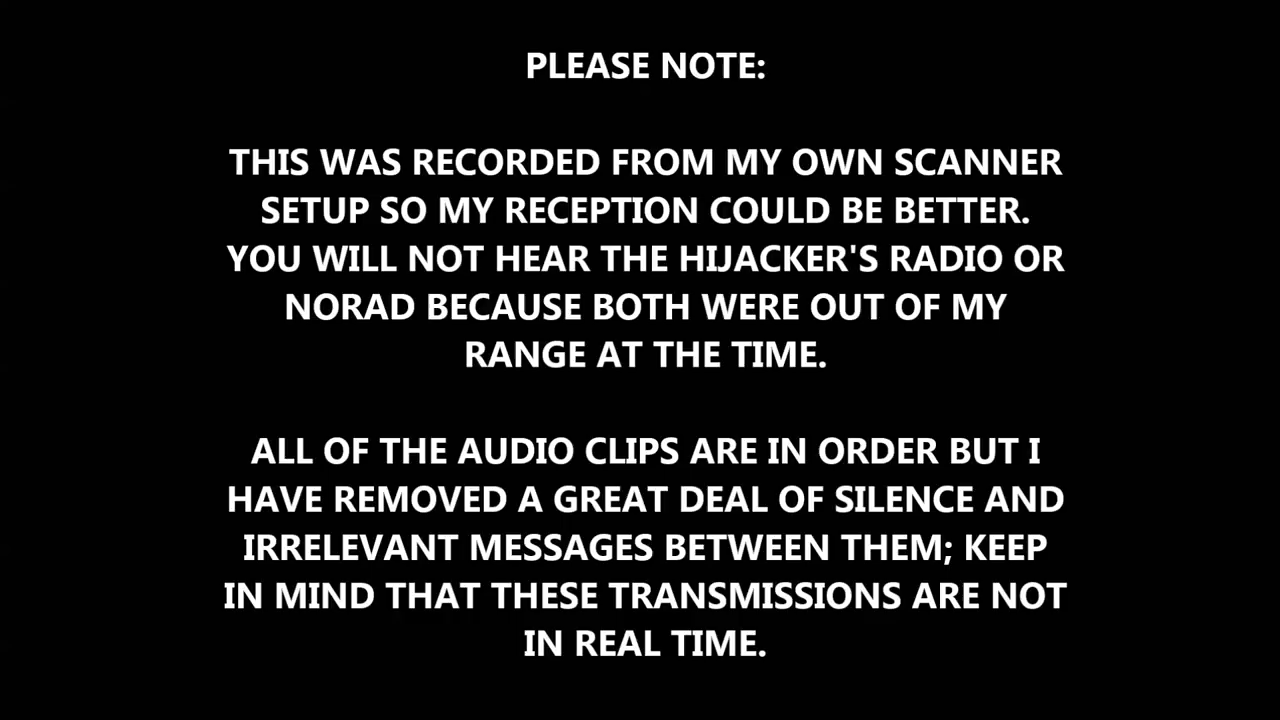 PLEASE NOTE:
THIS WAS RECORDED FROM MY OWN SCANNER
SETUP SO MY RECEPTION COULD BE BETTER.
YOU WILL NOT HEAR THE HIJACKER'S RADIO OR
NORAD BECAUSE BOTH WERE OUT OF MY
RANGE AT THE TIME.
ALL OF THE AUDIO CLIPS ARE IN ORDER BUT I
HAVE REMOVED A GREAT DEAL OF SILENCE AND
IRRELEVANT MESSAGES BETWEEN THEM; KEEP
IN MIND THAT THESE TRANSMISSIONS ARE NOT
IN REAL TIME.